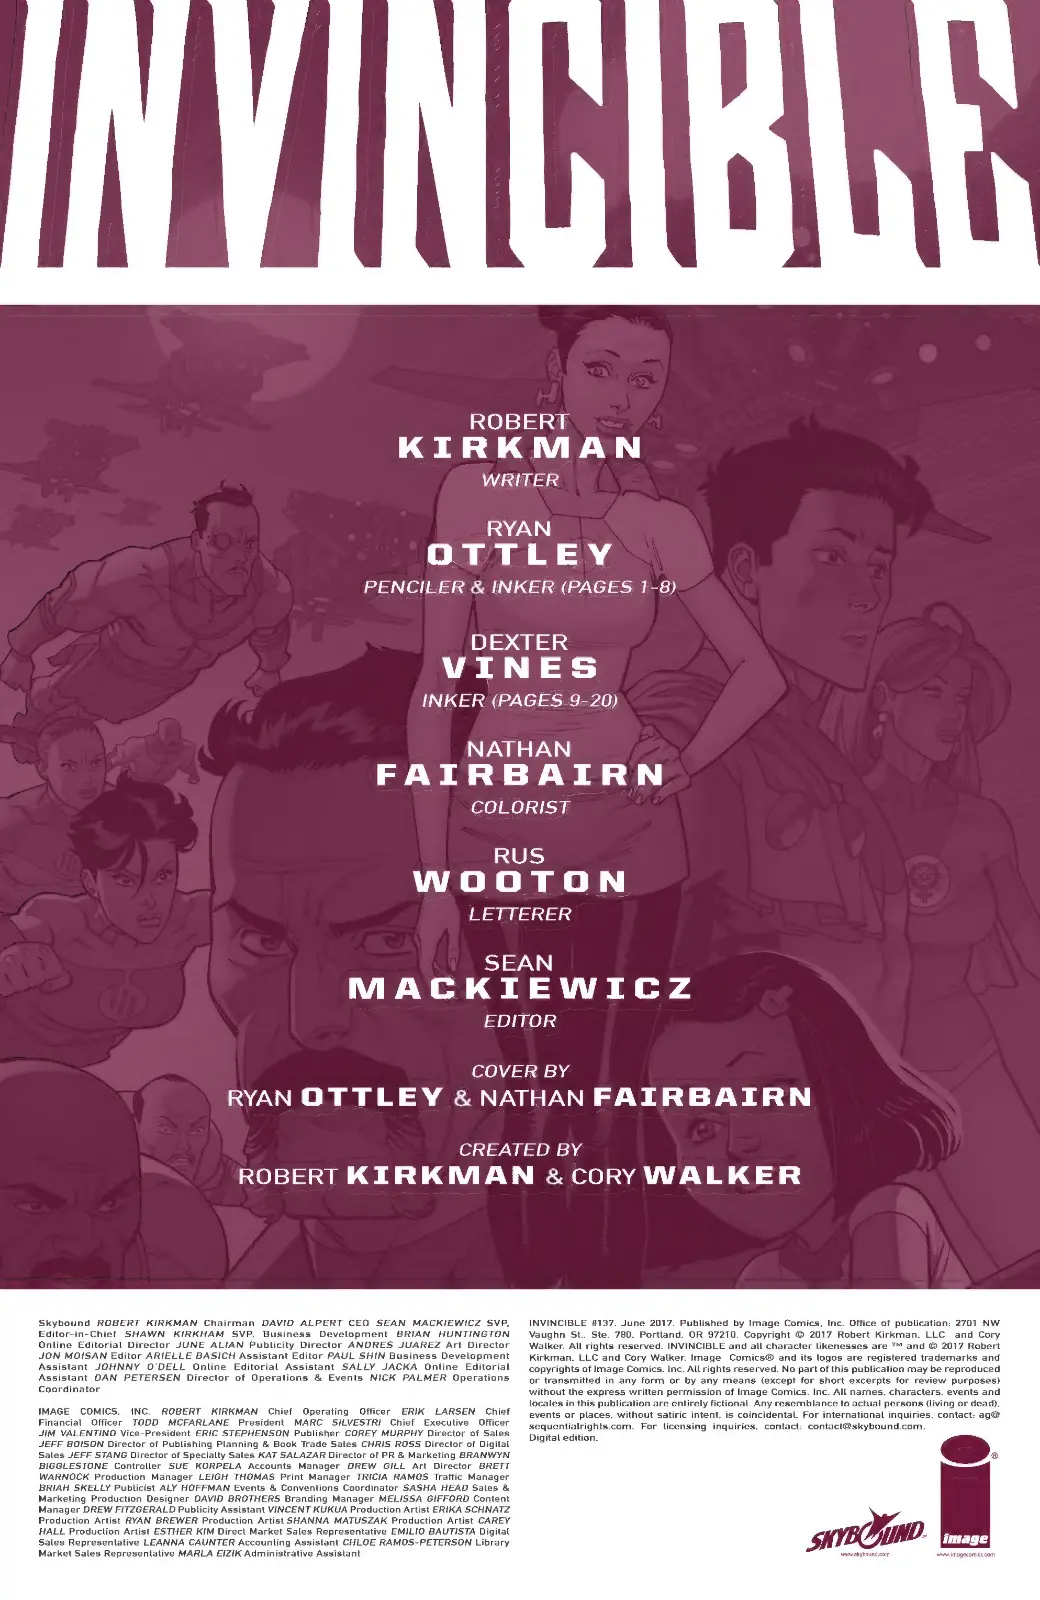 INVINCIBLE
ROBERT
KIRKMAN
WRITER
RYAN
OTTLEY
PENCILER & INKER (PAGES 1-8)
DEXTER
VINES
INKER (PAGES 9-20)
NATHAN
FAIRBAIRN
COLORIST
RUS
WOOTON
LETTERER
SEAN
MACKIEWICZ
EDITOR
COVER BY
RYAN OTTLEY & NATHAN FAIRBAIRN
CREATED BY
ROBERT KIRKMAN & CORY WALKER
Skybound ROBERT KIRKMAN Chairman DAVID ALPERT CEO SEAN MACKIEWICZ SVP,
Editor-in-Chief SHAWN KIRKHAM SVP, Business Development BRIAN HUNTINGTON
Online Editorial Director JUNE ALIAN Publicity Director ANDRES JUAREZ Art Director
JON MOISAN Editor ARIELLE BASICH Assistant Editor PAUL SHIN Business Development
Assistant JOHNNY O'DELL Online Editorial Assistant SALLY JACKA Online Editorial
Assistant DAN PETERSEN Director of Operations & Events NICK PALMER Operations
Coordinator
IMAGE COMICS, INC. ROBERT KIRKMAN Chief Operating Officer ERIK LARSEN Chief
Financial Officer TODD MCFARLANE President MARC SILVESTRI Chief Executive Officer
JIM VALENTINO Vice-President ERIC STEPHENSON Publisher COREY MURPHY Director of Sales
JEFF BOISON Director of Publishing Planning & Book Trade Sales CHRIS ROSS Director of Digital
Sales JEFF STANG Director of Specialty Sales KAT SALAZAR Director of PR & Marketing BRANWYN
BIGGLESTONE Controller SUE KORPELA Accounts Manager DREW GILL Art Director BRETT
WARNOCK Production Manager LEIGH THOMAS Print Manager TRICIA RAMOS Traffic Manager
BRIAH SKELLY Publicist ALY HOFFMAN Events & Conventions Coordinator SASHA HEAD Sales &
Marketing Production Designer DAVID BROTHERS Branding Manager MELISSA GIFFORD Content
Manager DREW FITZGERALD Publicity Assistant VINCENT KUKUA Production Artist ERIKA SCHNATZ
Production Artist RYAN BREWER Production Artist SHANNA MATUSZAK Production Artist CAREY
HALL Production Artist ESTHER KIM Direct Market Sales Representative EMILIO BAUTISTA Digital
Sales Representative LEANNA CAUNTER Accounting Assistant CHLOE RAMOS-PETERSON Library
Market Sales Representative MARLA EIZIK Administrative Assistant
INVINCIBLE #137. June 2017. Published by Image Comics, Inc. Office of publication: 2701 NW
Vaughn St., Ste. 780, Portland, OR 97210. Copyright © 2017 Robert Kirkman, LLC and Cory
Walker. All rights reserved. INVINCIBLE and all character likenesses are ™ and © 2017 Robert
Kirkman, LLC and Cory Walker. Image Comics® and its logos are registered trademarks and
copyrights of Image Comics, Inc. All rights reserved. No part of this publication may be reproduced
or transmitted in any form or by any means (except for short excerpts for review purposes)
without the express written permission of Image Comics, Inc. All names, characters, events and
locales in this publication are entirely fictional. Any resemblance to actual persons (living or dead),
events or places, without satiric intent, is coincidental. For international inquiries, contact: ag@
sequentialrights.com. For licensing inquiries, contact: contact@skybound.com.
Digital edition.
SKYBOUND™
www.skybound.com
image®
www.imagecomics.com